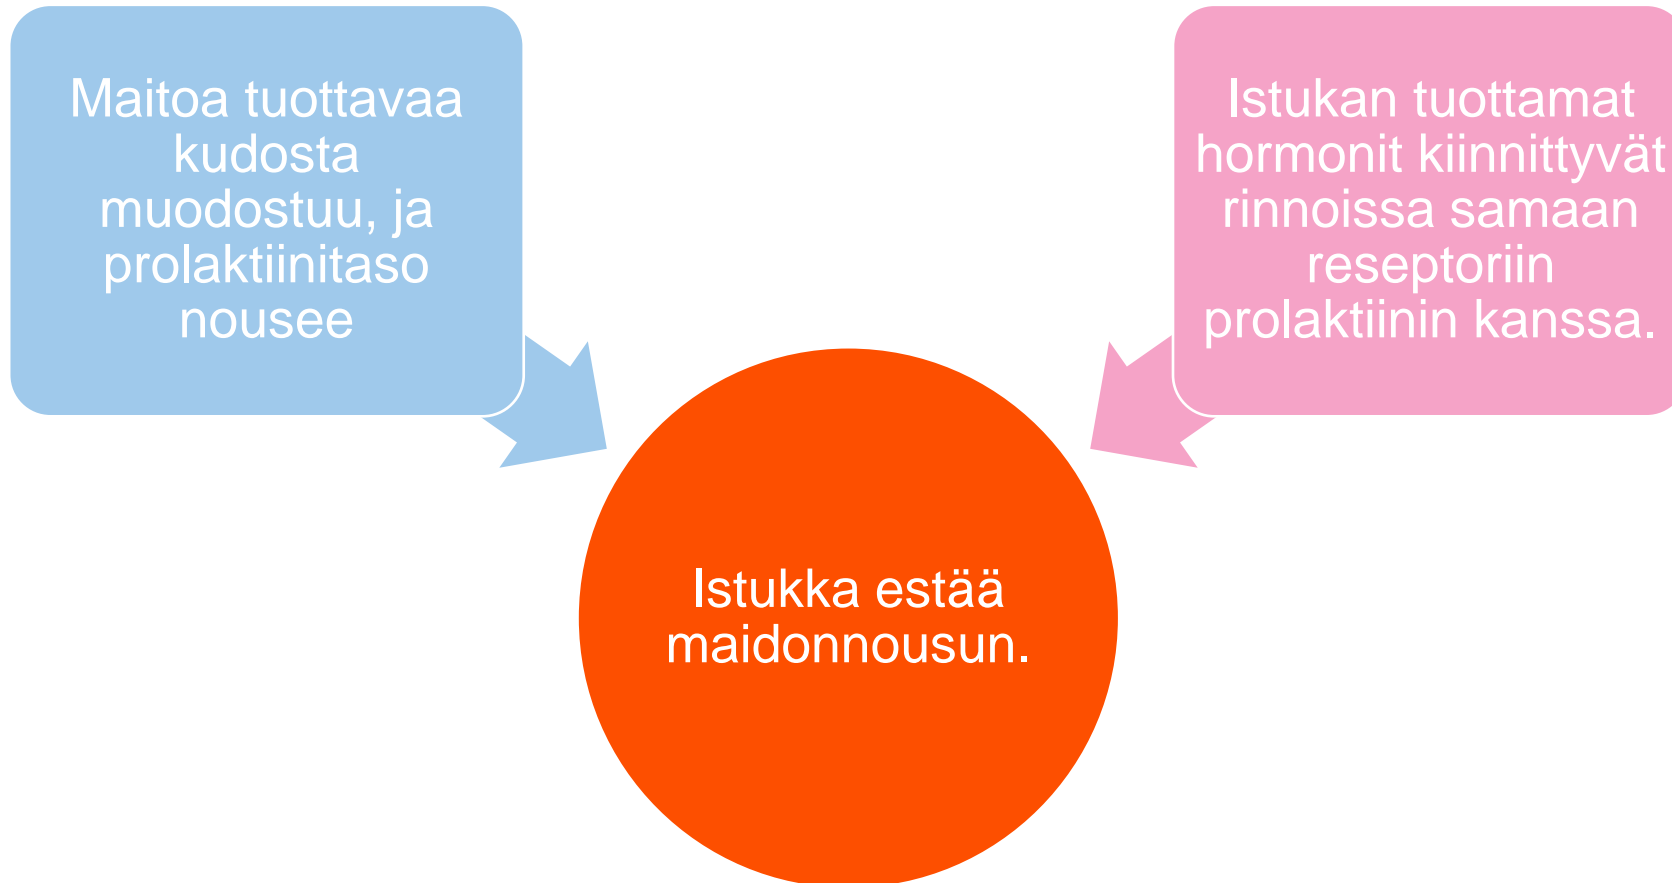 Maitoa tuottavaa
kudosta
muodostuu, ja
prolaktiinitaso
nousee
Istukan tuottamat
hormonit kiinnittyvät
rinnoissa samaan
reseptoriin
prolaktiinin kanssa.
Istukka estää
maidonnousun.